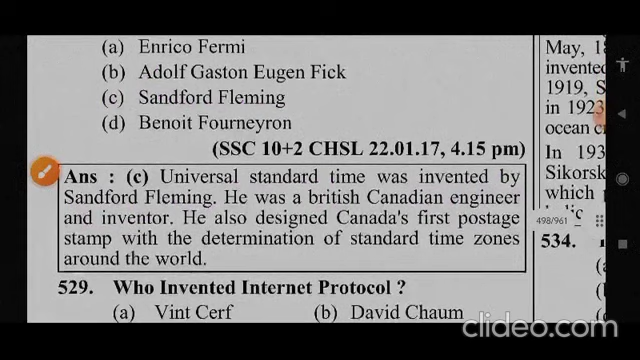 (a) Enrico Fermi
(b) Adolf Gaston Eugen Fick
(c) Sandford Fleming
(d) Benoit Fourneyron
(SSC 10+2 CHSL 22.01.17, 4.15 pm)
Ans : (c) Universal standard time was invented by
Sandford Fleming. He was a british Canadian engineer
and inventor. He also designed Canada's first postage
stamp with the determination of standard time zones
around the world.
529. Who Invented Internet Protocol ?
(a) Vint Cerf (b) David Chaum
May, 18
invented
1919, S
in 1923
ocean c
In 193
Sikorsk
which
498/961
534.
clideo.com